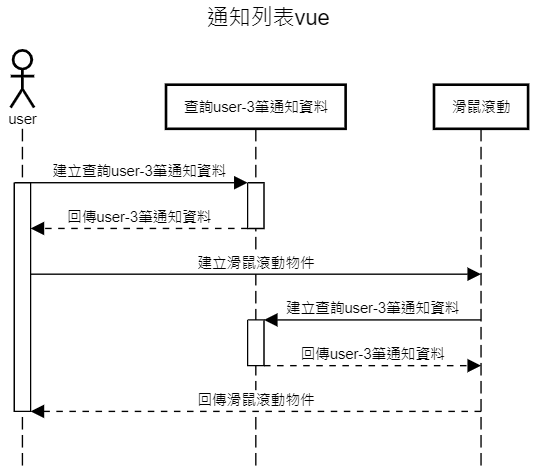 通知列表vue
user
查詢user-3筆通知資料
滑鼠滾動
建立查詢user-3筆通知資料
回傳user-3筆通知資料
建立滑鼠滾動物件
建立查詢user-3筆通知資料
回傳user-3筆通知資料
回傳滑鼠滾動物件